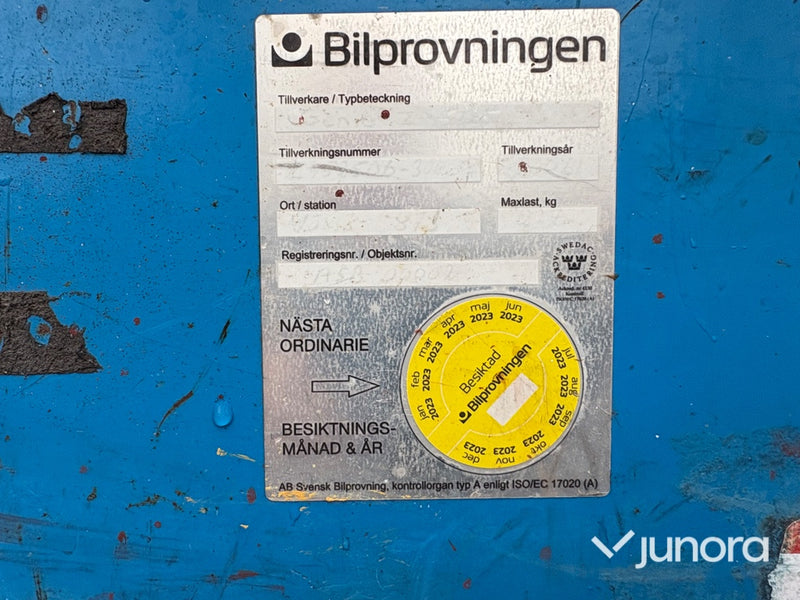 Bilprovningen
Tillverkare / Typbeteckning
Tillverkningsnummer
Tillverkningsår
Ort / station
Maxlast, kg
Registreringsnr. / Objektsnr.
SWEDAC
ACKREDITERING
NÄSTA
ORDINARIE
BESIKTNINGS-
MÅNAD & ÅR
jan 2023
feb 2023
mar 2023
apr 2023
maj 2023
jun 2023
jul 2023
aug 2023
sep 2023
okt 2023
nov 2023
dec 2023
Besiktad
Bilprovningen
AB Svensk Bilprovning, kontrollorgan typ A enligt ISO/EC 17020 (A)
junora